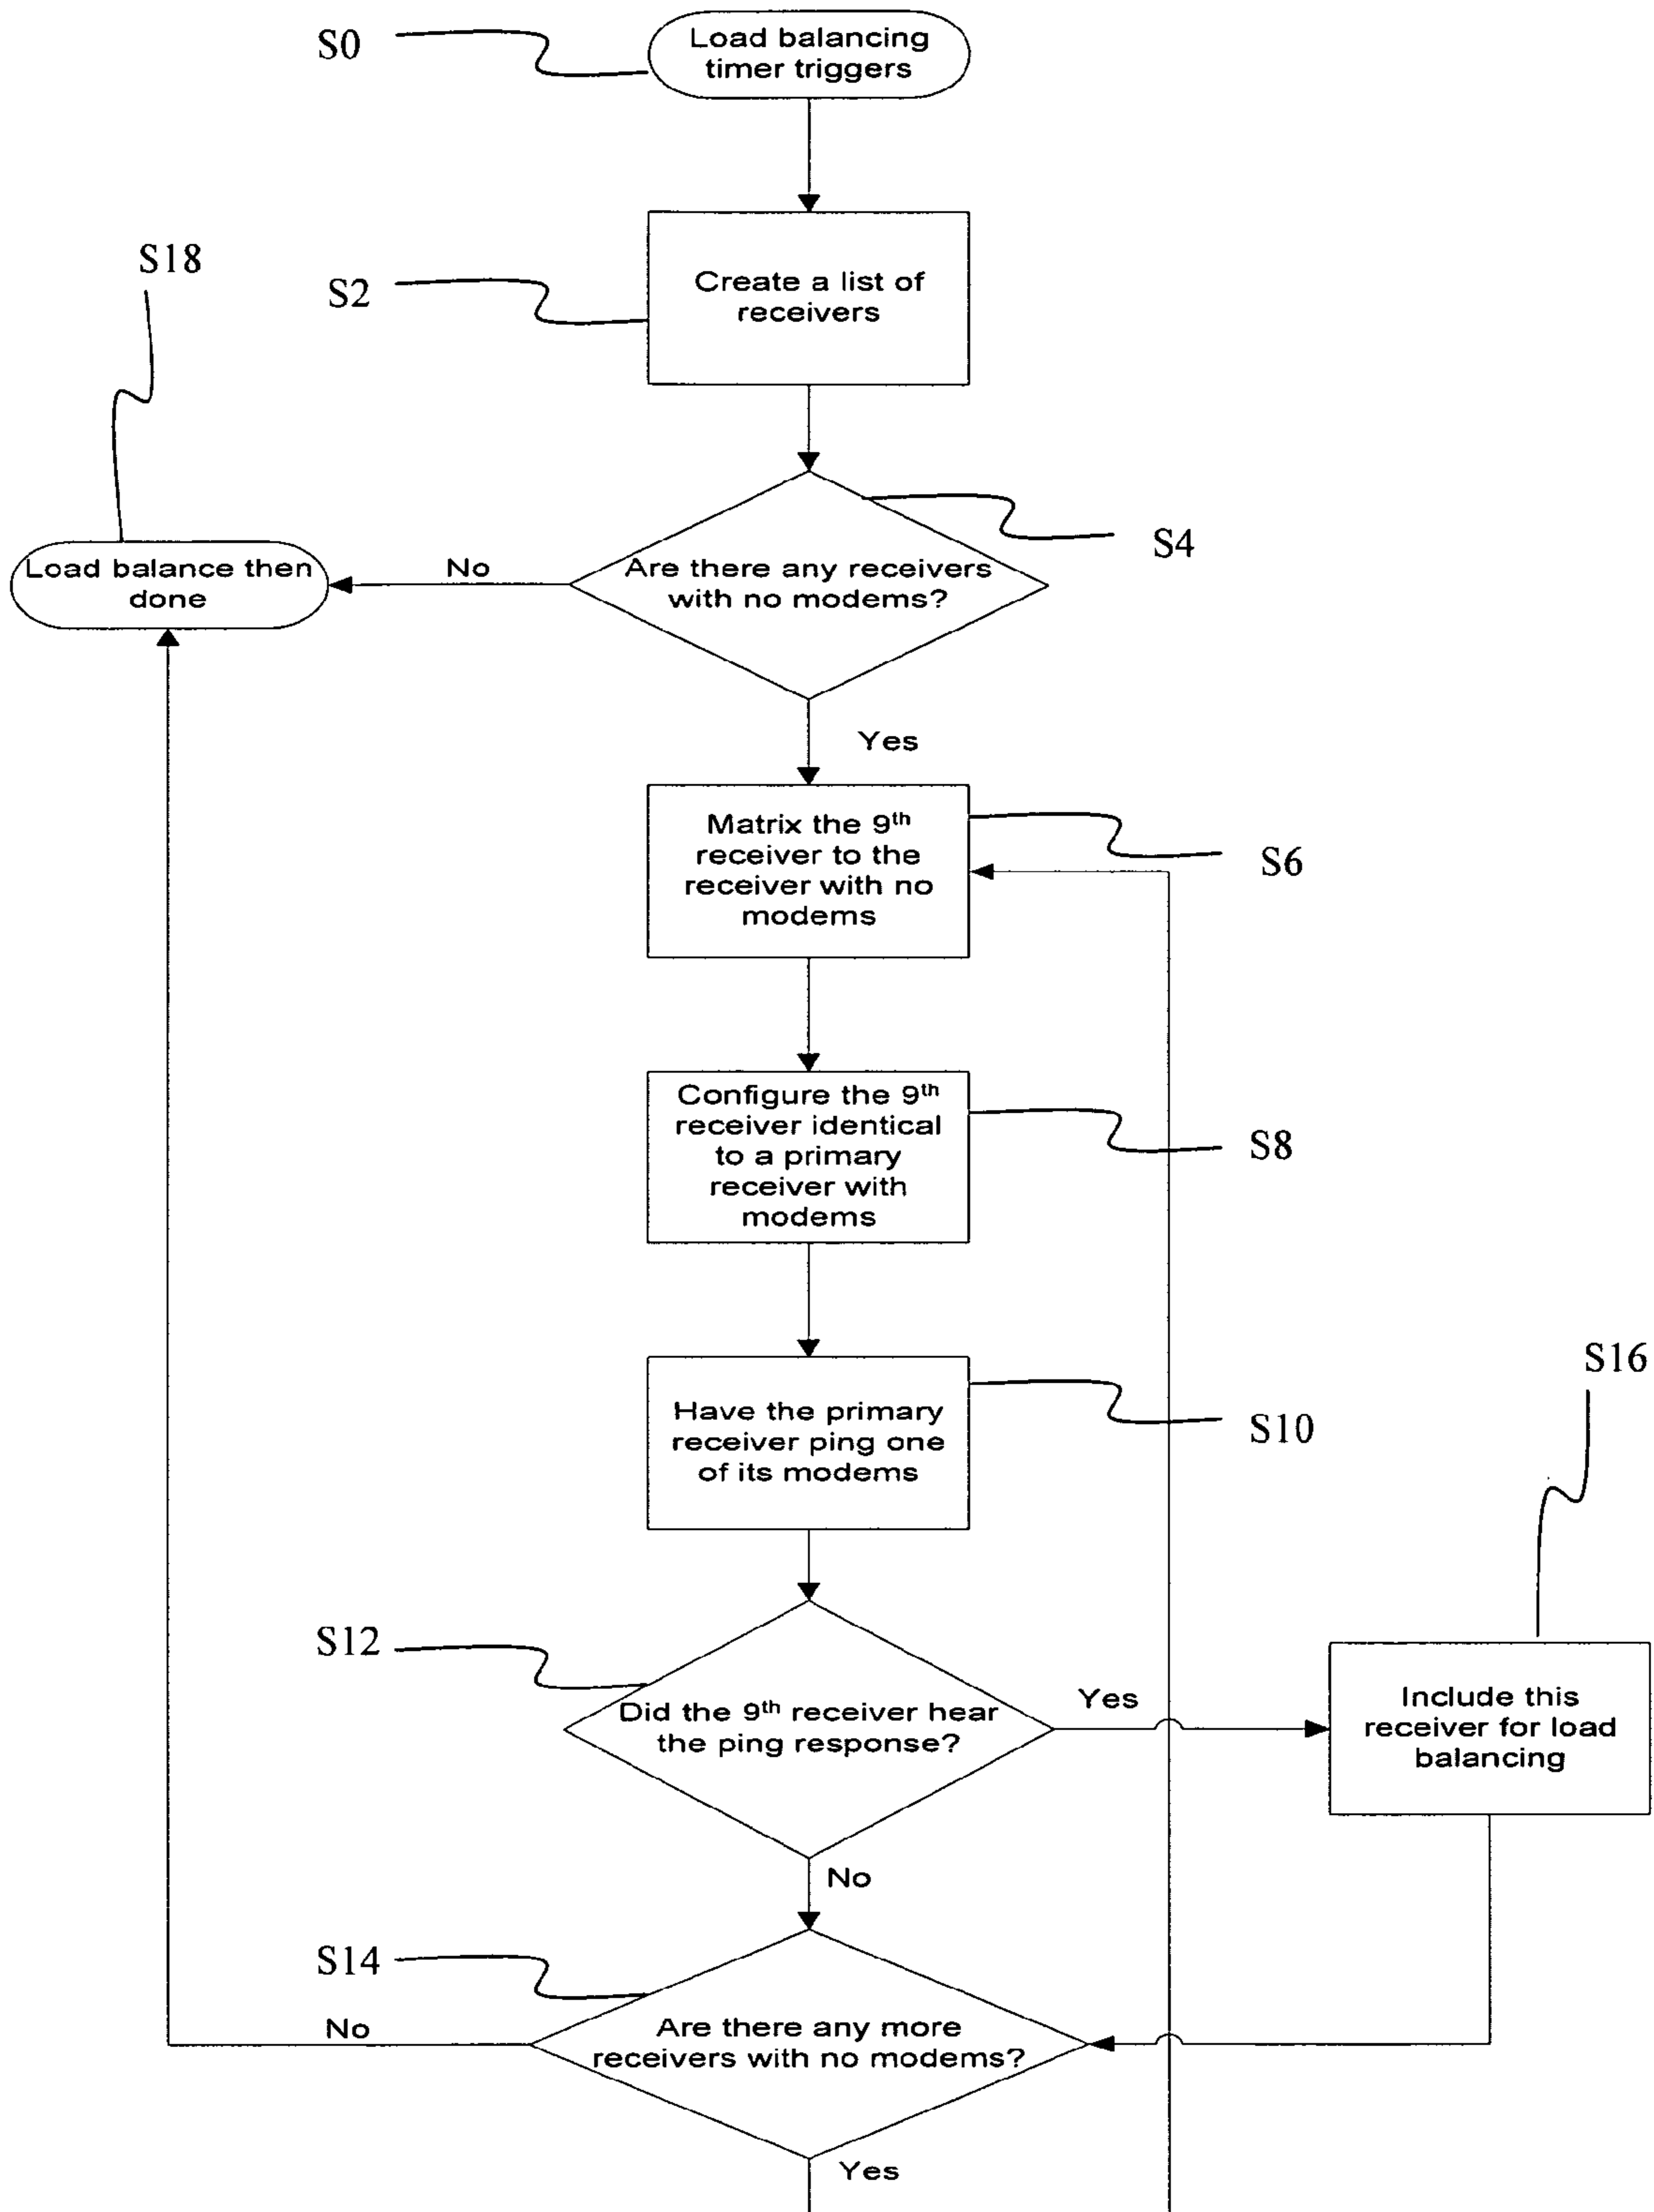 S0
Load balancing
timer triggers
S18
S2
Create a list of
receivers
S4
Load balance then
done
No
Are there any receivers
with no modems?
Yes
Matrix the 9th
receiver to the
receiver with no
modems
S6
Configure the 9th
receiver identical
to a primary
receiver with
modems
S8
Have the primary
receiver ping one
of its modems
S10
S16
S12
Did the 9th receiver hear
the ping response?
Yes
Include this
receiver for load
balancing
No
S14
No
Are there any more
receivers with no modems?
Yes